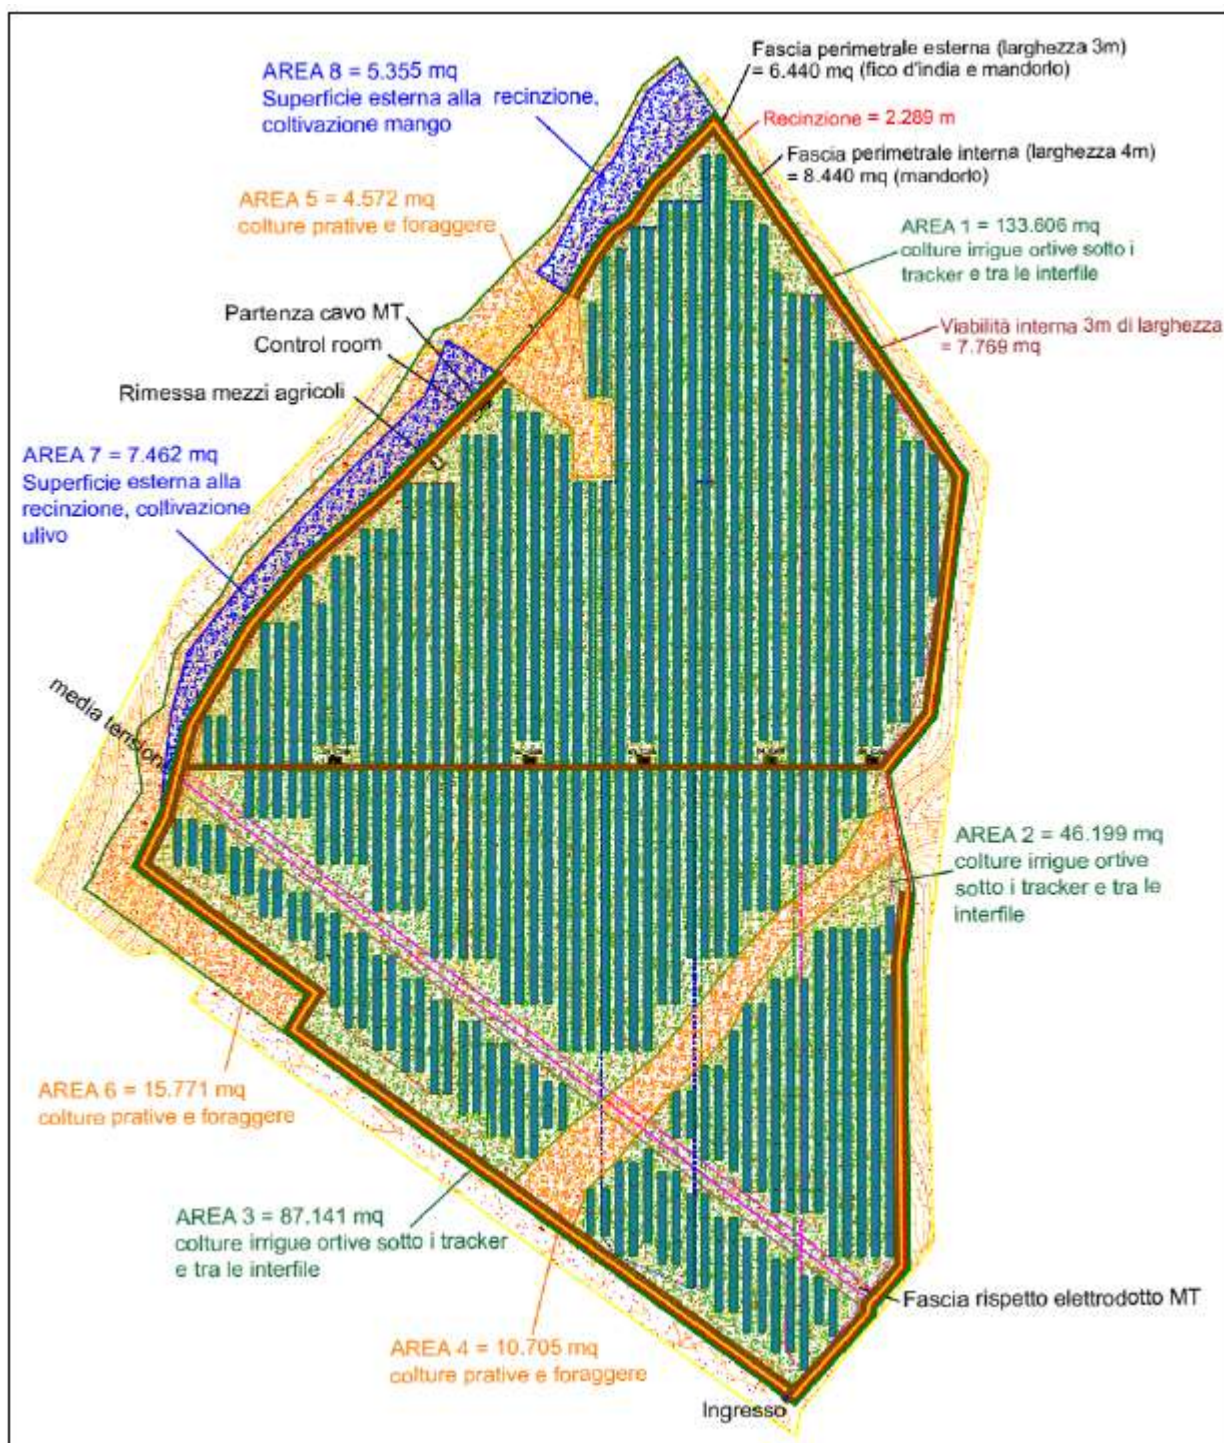 Fascia perimetrale esterna (larghezza 3m)
= 6.440 mq (fico d'india e mandorlo)
AREA 8 = 5.355 mq
Superficie esterna alla recinzione,
coltivazione mango
Recinzione = 2.289 m
Fascia perimetrale interna (larghezza 4m)
= 8.440 mq (mandorlo)
AREA 5 = 4.572 mq
colture prative e foraggere
AREA 1 = 133.606 mq
colture irrigue ortive sotto i
tracker e tra le interfile
Partenza cavo MT
Control room
Viabilità interna 3m di larghezza
= 7.769 mq
Rimessa mezzi agricoli
AREA 7 = 7.462 mq
Superficie esterna alla
recinzione, coltivazione
ulivo
media tensione
AREA 2 = 46.199 mq
colture irrigue ortive
sotto i tracker e tra le
interfile
AREA 6 = 15.771 mq
colture prative e foraggere
AREA 3 = 87.141 mq
colture irrigue ortive sotto i tracker
e tra le interfile
Fascia rispetto elettrodotto MT
AREA 4 = 10.705 mq
colture prative e foraggere
Ingresso